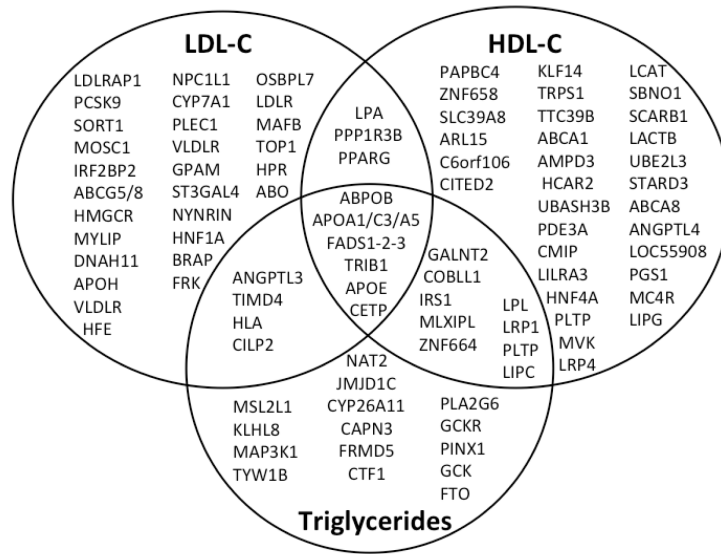 LDL-C
HDL-C
LDLRAP1
PCSK9
SORT1
MOSC1
IRF2BP2
ABCG5/8
HMGCR
MYLIP
DNAH11
APOH
VLDLR
HFE
NPC1L1
CYP7A1
PLEC1
VLDLR
GPAM
ST3GAL4
NYNRIN
HNF1A
BRAP
FRK
OSBPL7
LDLR
MAFB
TOP1
HPR
ABO
LPA
PPP1R3B
PPARG
PAPBC4
ZNF658
SLC39A8
ARL15
C6orf106
CITED2
KLF14
TRPS1
TTC39B
ABCA1
AMPD3
HCAR2
UBASH3B
PDE3A
CMIP
LILRA3
HNF4A
PLTP
MVK
LRP4
LCAT
SBNO1
SCARB1
LACTB
UBE2L3
STARD3
ABCA8
ANGPTL4
LOC55908
PGS1
MC4R
LIPG
ABPOB
APOA1/C3/A5
FADS1-2-3
TRIB1
APOE
CETP
ANGPTL3
TIMD4
HLA
CILP2
GALNT2
COBLL1
IRS1
MLXIPL
ZNF664
LPL
LRP1
PLTP
LIPC
MSL2L1
KLHL8
MAP3K1
TYW1B
NAT2
JMJD1C
CYP26A11
CAPN3
FRMD5
CTF1
PLA2G6
GCKR
PINX1
GCK
FTO
Triglycerides